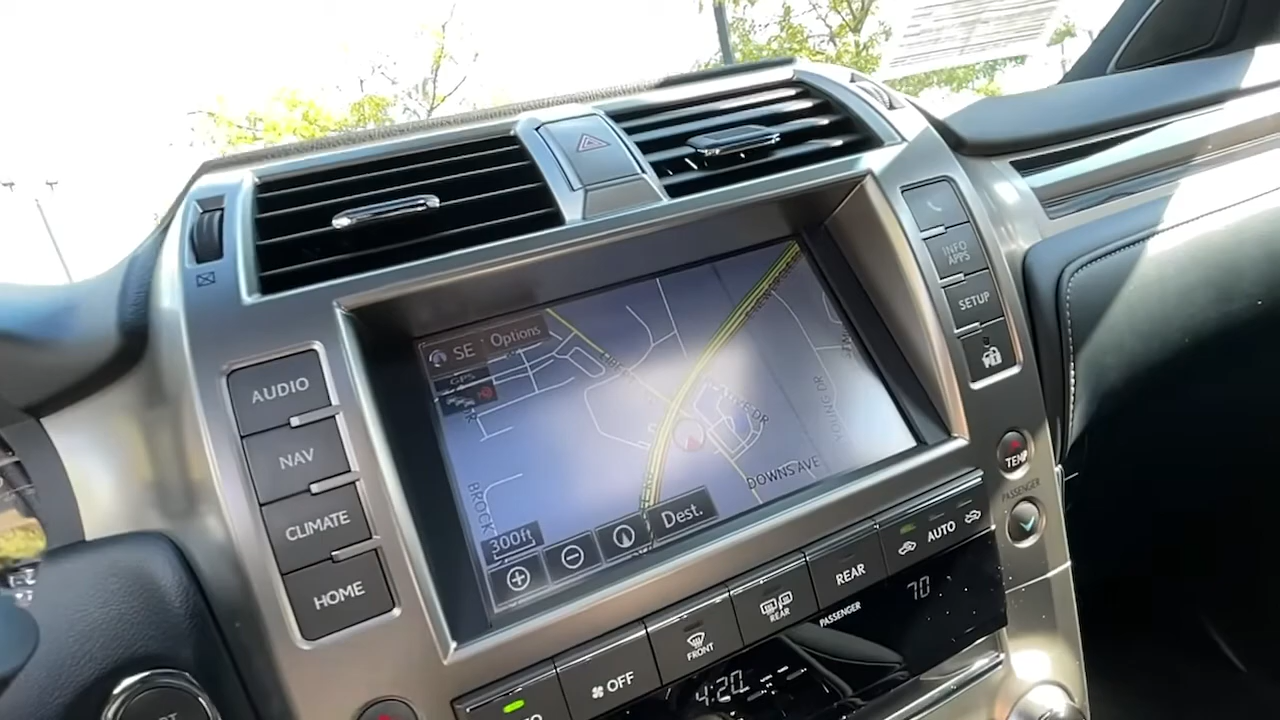 INFO
APPS
SETUP
SE Options
GPS
AUDIO
NAV
CLIMATE
HOME
YOUNG DR
DOWNS AVE
BROCK
300ft
Dest.
TEMP
PASSENGER
AUTO
REAR
REAR
FRONT
OFF
PASSENGER
70
4:20